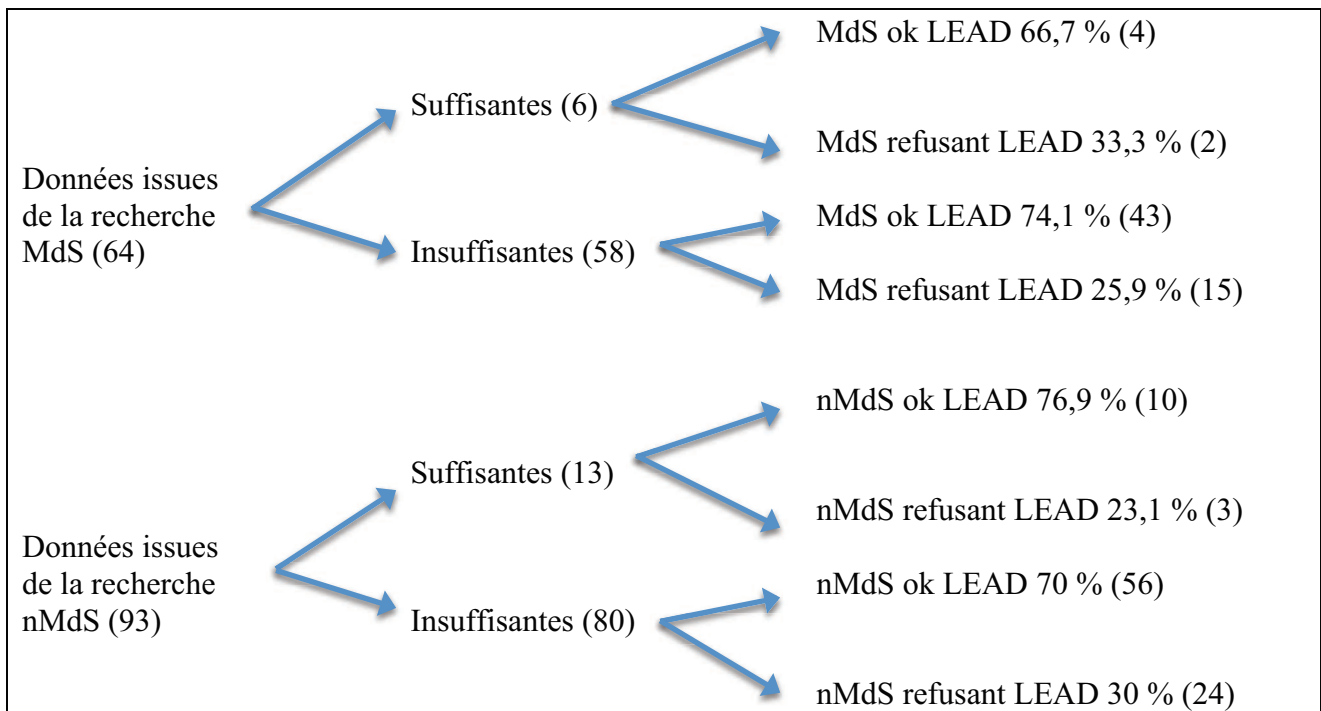 MdS ok LEAD 66,7 % (4)
Suffisantes (6)
MdS refusant LEAD 33,3 % (2)
Données issues
de la recherche
MdS (64)
MdS ok LEAD 74,1 % (43)
Insuffisantes (58)
MdS refusant LEAD 25,9 % (15)
nMdS ok LEAD 76,9 % (10)
Suffisantes (13)
nMdS refusant LEAD 23,1 % (3)
Données issues
de la recherche
nMdS (93)
nMdS ok LEAD 70 % (56)
Insuffisantes (80)
nMdS refusant LEAD 30 % (24)